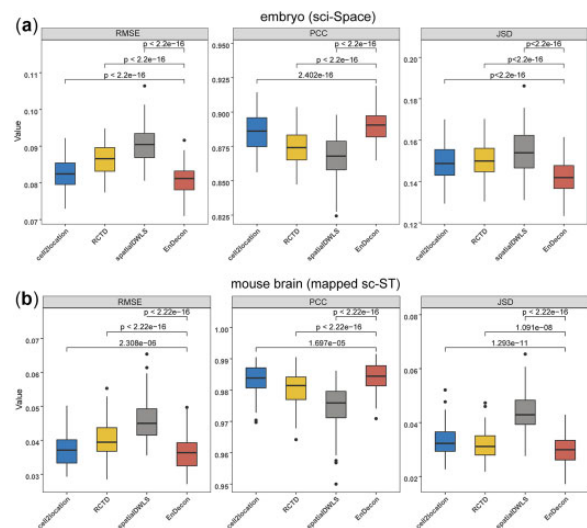 (a)
embryo (sci-Space)
RMSE
PCC
JSD
p < 2.2e-16
p < 2.2e-16
p < 2.2e-16
p < 2.2e-16
p < 2.2e-16
2.402e-16
p<2.2e-16
p<2.2e-16
p<2.2e-16
Value
0.11
0.10
0.09
0.08
0.07
0.950
0.925
0.900
0.875
0.850
0.825
0.20
0.18
0.16
0.14
0.12
cell2location
RCTD
spatialDWLS
EnDecon
cell2location
RCTD
spatialDWLS
EnDecon
cell2location
RCTD
spatialDWLS
EnDecon
(b)
mouse brain (mapped sc-ST)
RMSE
PCC
JSD
p < 2.22e-16
p < 2.22e-16
2.308e-06
p < 2.22e-16
p < 2.22e-16
1.697e-05
p < 2.22e-16
1.091e-08
1.293e-11
Value
0.07
0.06
0.05
0.04
0.03
1.00
0.99
0.98
0.97
0.96
0.95
0.08
0.06
0.04
0.02
cell2location
RCTD
spatialDWLS
EnDecon
cell2location
RCTD
spatialDWLS
EnDecon
cell2location
RCTD
spatialDWLS
EnDecon